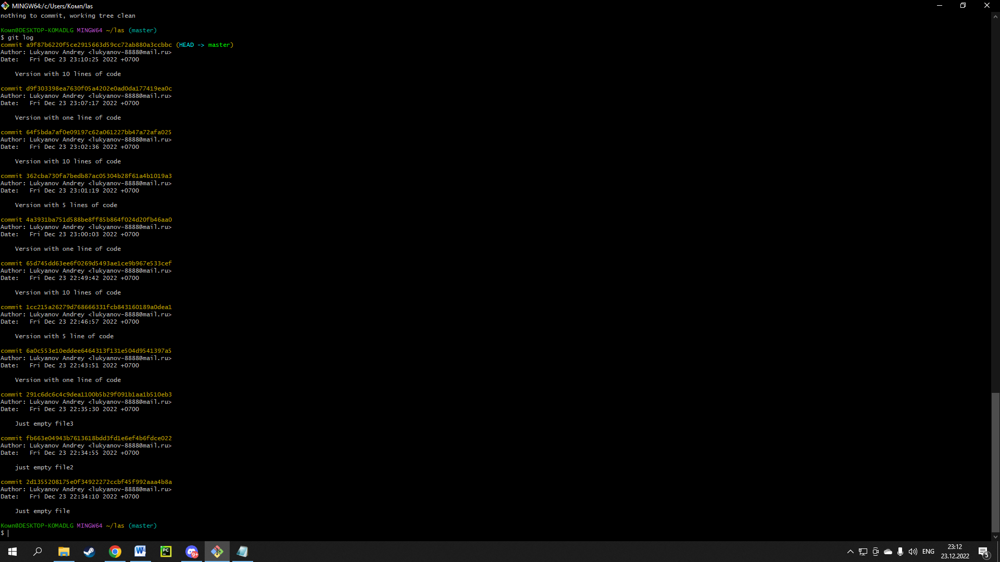 MINGW64:/c/Users/Комп/las
nothing to commit, working tree clean
Комп@DESKTOP-K0MADLG MINGW64 ~/las (master)
$ git log
commit a9f87b6220f5ce2915663d59cc72ab880a3ccbbc (HEAD -> master)
Author: Lukyanov Andrey <lukyanov-8888@mail.ru>
Date:   Fri Dec 23 23:10:25 2022 +0700
Version with 10 lines of code
commit d9f303398ea7630f05a4202e0ad0da177419ea0c
Author: Lukyanov Andrey <lukyanov-8888@mail.ru>
Date:   Fri Dec 23 23:07:17 2022 +0700
Version with one line of code
commit 64f5bda7af0e09197c62a061227bb47a72afa025
Author: Lukyanov Andrey <lukyanov-8888@mail.ru>
Date:   Fri Dec 23 23:02:36 2022 +0700
Version with 10 lines of code
commit 362cba730fa7bedb87ac05304b28f61a4b1019a3
Author: Lukyanov Andrey <lukyanov-8888@mail.ru>
Date:   Fri Dec 23 23:01:19 2022 +0700
Version with 5 lines of code
commit 4a3931ba751d588be8ff85b864f024d20fb46aa0
Author: Lukyanov Andrey <lukyanov-8888@mail.ru>
Date:   Fri Dec 23 23:00:03 2022 +0700
Version with one line of code
commit 65d745dd63ee6f0269d5493ae1ce9b967e533cef
Author: Lukyanov Andrey <lukyanov-8888@mail.ru>
Date:   Fri Dec 23 22:49:42 2022 +0700
Version with 10 lines of code
commit 1cc215a26279d768666331fcb843160189a0dea1
Author: Lukyanov Andrey <lukyanov-8888@mail.ru>
Date:   Fri Dec 23 22:46:57 2022 +0700
Version with 5 line of code
commit 6a0c553e10eddee6464313f131e504d9541397a5
Author: Lukyanov Andrey <lukyanov-8888@mail.ru>
Date:   Fri Dec 23 22:43:51 2022 +0700
Version with one line of code
commit 291c6dc6c4c9dea1100b5b29f091b1aa1b510eb3
Author: Lukyanov Andrey <lukyanov-8888@mail.ru>
Date:   Fri Dec 23 22:35:30 2022 +0700
Just empty file3
commit fb663e04943b7613618bdd3fd1e6ef4b6fdce022
Author: Lukyanov Andrey <lukyanov-8888@mail.ru>
Date:   Fri Dec 23 22:34:55 2022 +0700
just empty file2
commit 2d1355208175e0f34922272ccbf45f992aaa4b8a
Author: Lukyanov Andrey <lukyanov-8888@mail.ru>
Date:   Fri Dec 23 22:34:10 2022 +0700
Just empty file
Комп@DESKTOP-K0MADLG MINGW64 ~/las (master)
$
W PC 9+ ENG 23:12
23.12.2022 5